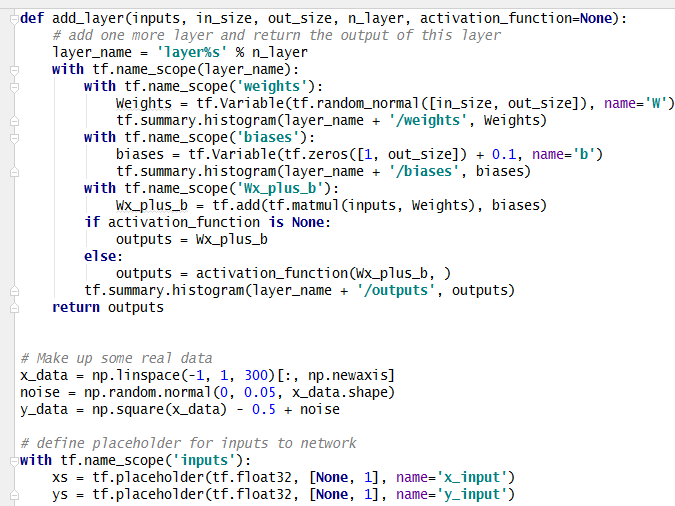 def add_layer(inputs, in_size, out_size, n_layer, activation_function=None):
    # add one more layer and return the output of this layer
    layer_name = 'layer%s' % n_layer
    with tf.name_scope(layer_name):
        with tf.name_scope('weights'):
            Weights = tf.Variable(tf.random_normal([in_size, out_size]), name='W')
            tf.summary.histogram(layer_name + '/weights', Weights)
        with tf.name_scope('biases'):
            biases = tf.Variable(tf.zeros([1, out_size]) + 0.1, name='b')
            tf.summary.histogram(layer_name + '/biases', biases)
        with tf.name_scope('Wx_plus_b'):
            Wx_plus_b = tf.add(tf.matmul(inputs, Weights), biases)
        if activation_function is None:
            outputs = Wx_plus_b
        else:
            outputs = activation_function(Wx_plus_b, )
        tf.summary.histogram(layer_name + '/outputs', outputs)
    return outputs


# Make up some real data
x_data = np.linspace(-1, 1, 300)[:, np.newaxis]
noise = np.random.normal(0, 0.05, x_data.shape)
y_data = np.square(x_data) - 0.5 + noise

# define placeholder for inputs to network
with tf.name_scope('inputs'):
    xs = tf.placeholder(tf.float32, [None, 1], name='x_input')
    ys = tf.placeholder(tf.float32, [None, 1], name='y_input')